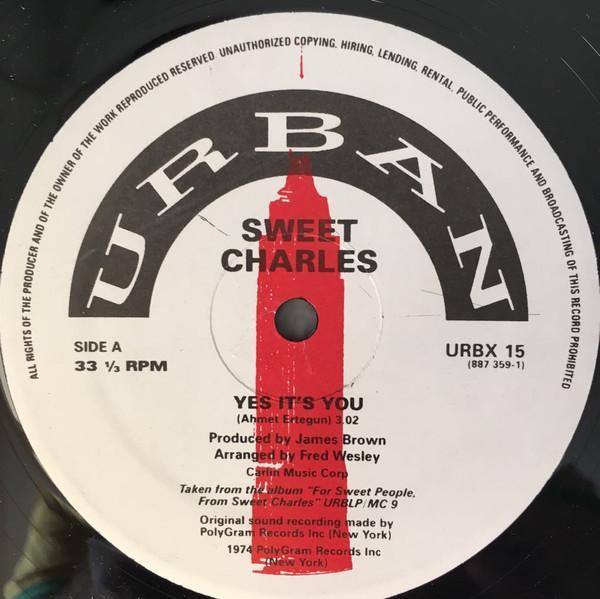 ALL RIGHTS OF THE PRODUCER AND OF THE OWNER OF THE WORK REPRODUCED RESERVED UNAUTHORIZED COPYING, HIRING, LENDING, RENTAL, PUBLIC PERFORMANCE AND BROADCASTING OF THIS RECORD PROHIBITED
URBAN
SWEET
CHARLES
SIDE A
33 ⅓ RPM
URBX 15
(887 359-1)
YES IT'S YOU
(Ahmet Ertegun) 3.02
Produced by James Brown
Arranged by Fred Wesley
Carlin Music Corp
Taken from the album "For Sweet People,
From Sweet Charles" URBLP/MC 9
Original sound recording made by
PolyGram Records Inc (New York)
1974 PolyGram Records Inc
(New York)